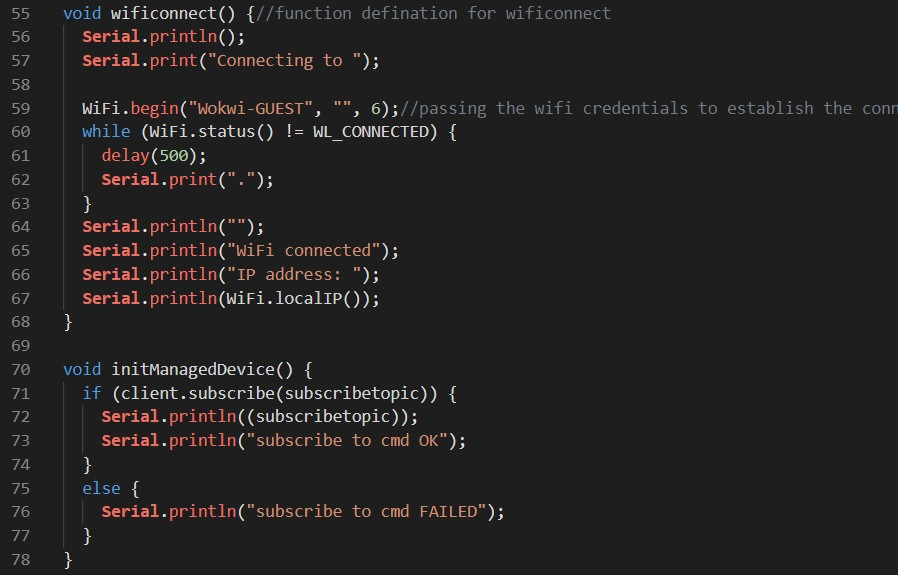 55 void wificonnect() {//function defination for wificonnect
56 Serial.println();
57 Serial.print("Connecting to ");
58
59 WiFi.begin("Wokwi-GUEST", "", 6);//passing the wifi credentials to establish the conn
60 while (WiFi.status() != WL_CONNECTED) {
61 delay(500);
62 Serial.print(".");
63 }
64 Serial.println("");
65 Serial.println("WiFi connected");
66 Serial.println("IP address: ");
67 Serial.println(WiFi.localIP());
68 }
69
70 void initManagedDevice() {
71 if (client.subscribe(subscribetopic)) {
72 Serial.println((subscribetopic));
73 Serial.println("subscribe to cmd OK");
74 }
75 else {
76 Serial.println("subscribe to cmd FAILED");
77 }
78 }